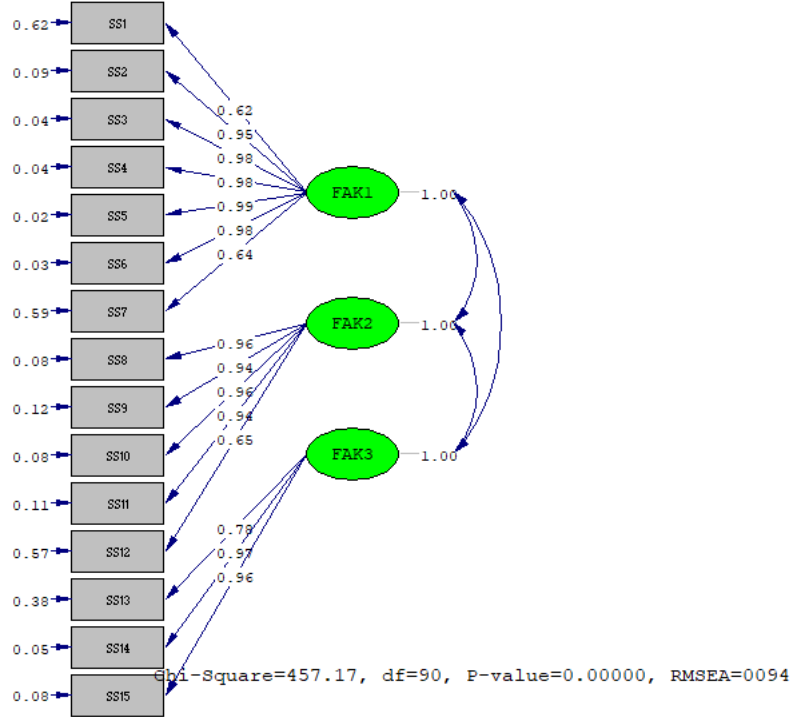 0.62 SS1
0.09 SS2
0.62
0.95
0.04 SS3
0.98
0.04 SS4
0.98
FAK1 1.00
0.02 SS5
0.99
0.98
0.03 SS6
0.64
0.59 SS7
FAK2 1.00
0.08 SS8
0.96
0.94
0.12 SS9
0.96
0.94
0.08 SS10
0.65
FAK3 1.00
0.11 SS11
0.78
0.57 SS12
0.97
0.96
0.38 SS13
0.05 SS14
Chi-Square=457.17, df=90, P-value=0.00000, RMSEA=0094
0.08 SS15